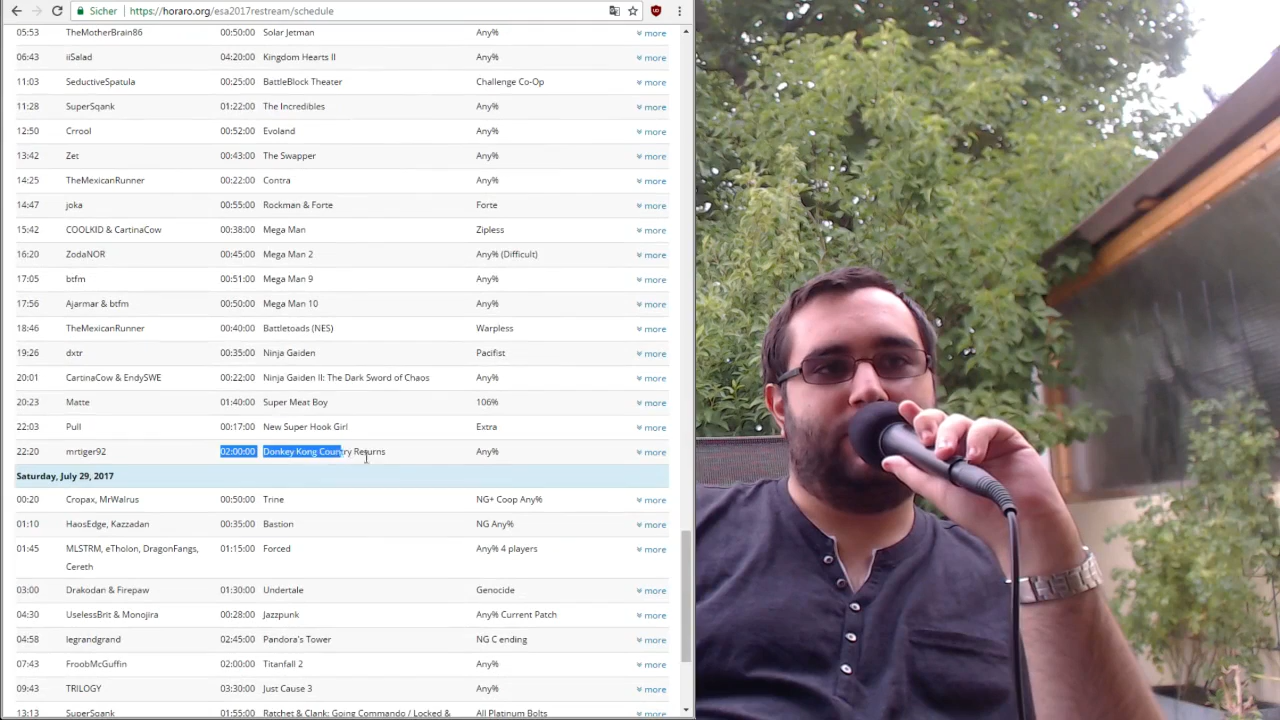 Sicher https://horaro.org/esa2017restream/schedule
05:53 TheMotherBrain86 00:50:00 Solar Jetman Any% more
06:43 iiSalad 04:20:00 Kingdom Hearts II Any% more
11:03 SeductiveSpatula 00:25:00 BattleBlock Theater Challenge Co-Op more
11:28 SuperSqank 01:22:00 The Incredibles Any% more
12:50 Crrool 00:52:00 Evoland Any% more
13:42 Zet 00:43:00 The Swapper Any% more
14:25 TheMexicanRunner 00:22:00 Contra Any% more
14:47 joka 00:55:00 Rockman & Forte Forte more
15:42 COOLKID & CartinaCow 00:38:00 Mega Man Zipless more
16:20 ZodaNOR 00:45:00 Mega Man 2 Any% (Difficult) more
17:05 btfm 00:51:00 Mega Man 9 Any% more
17:56 Ajarmar & btfm 00:50:00 Mega Man 10 Any% more
18:46 TheMexicanRunner 00:40:00 Battletoads (NES) Warpless more
19:26 dxtr 00:35:00 Ninja Gaiden Pacifist more
20:01 CartinaCow & EndySWE 00:22:00 Ninja Gaiden II: The Dark Sword of Chaos Any% more
20:23 Matte 01:40:00 Super Meat Boy 106% more
22:03 Pull 00:17:00 New Super Hook Girl Extra more
22:20 mrtiger92 02:00:00 Donkey Kong Country Returns Any% more
Saturday, July 29, 2017
00:20 Cropax, MrWalrus 00:50:00 Trine NG+ Coop Any% more
01:10 HaosEdge, Kazzadan 00:35:00 Bastion NG Any% more
01:45 MLSTRM, eTholon, DragonFangs, 01:15:00 Forced Any% 4 players more
Cereth
03:00 Drakodan & Firepaw 01:30:00 Undertale Genocide more
04:30 UselessBrit & Monojira 00:28:00 Jazzpunk Any% Current Patch more
04:58 legrandgrand 02:45:00 Pandora's Tower NG C ending more
07:43 FroobMcGuffin 02:00:00 Titanfall 2 Any% more
09:43 TRILOGY 03:30:00 Just Cause 3 Any% more
13:13 SuperSqank 01:55:00 Ratchet & Clank: Going Commando / Locked & All Platinum Bolts more